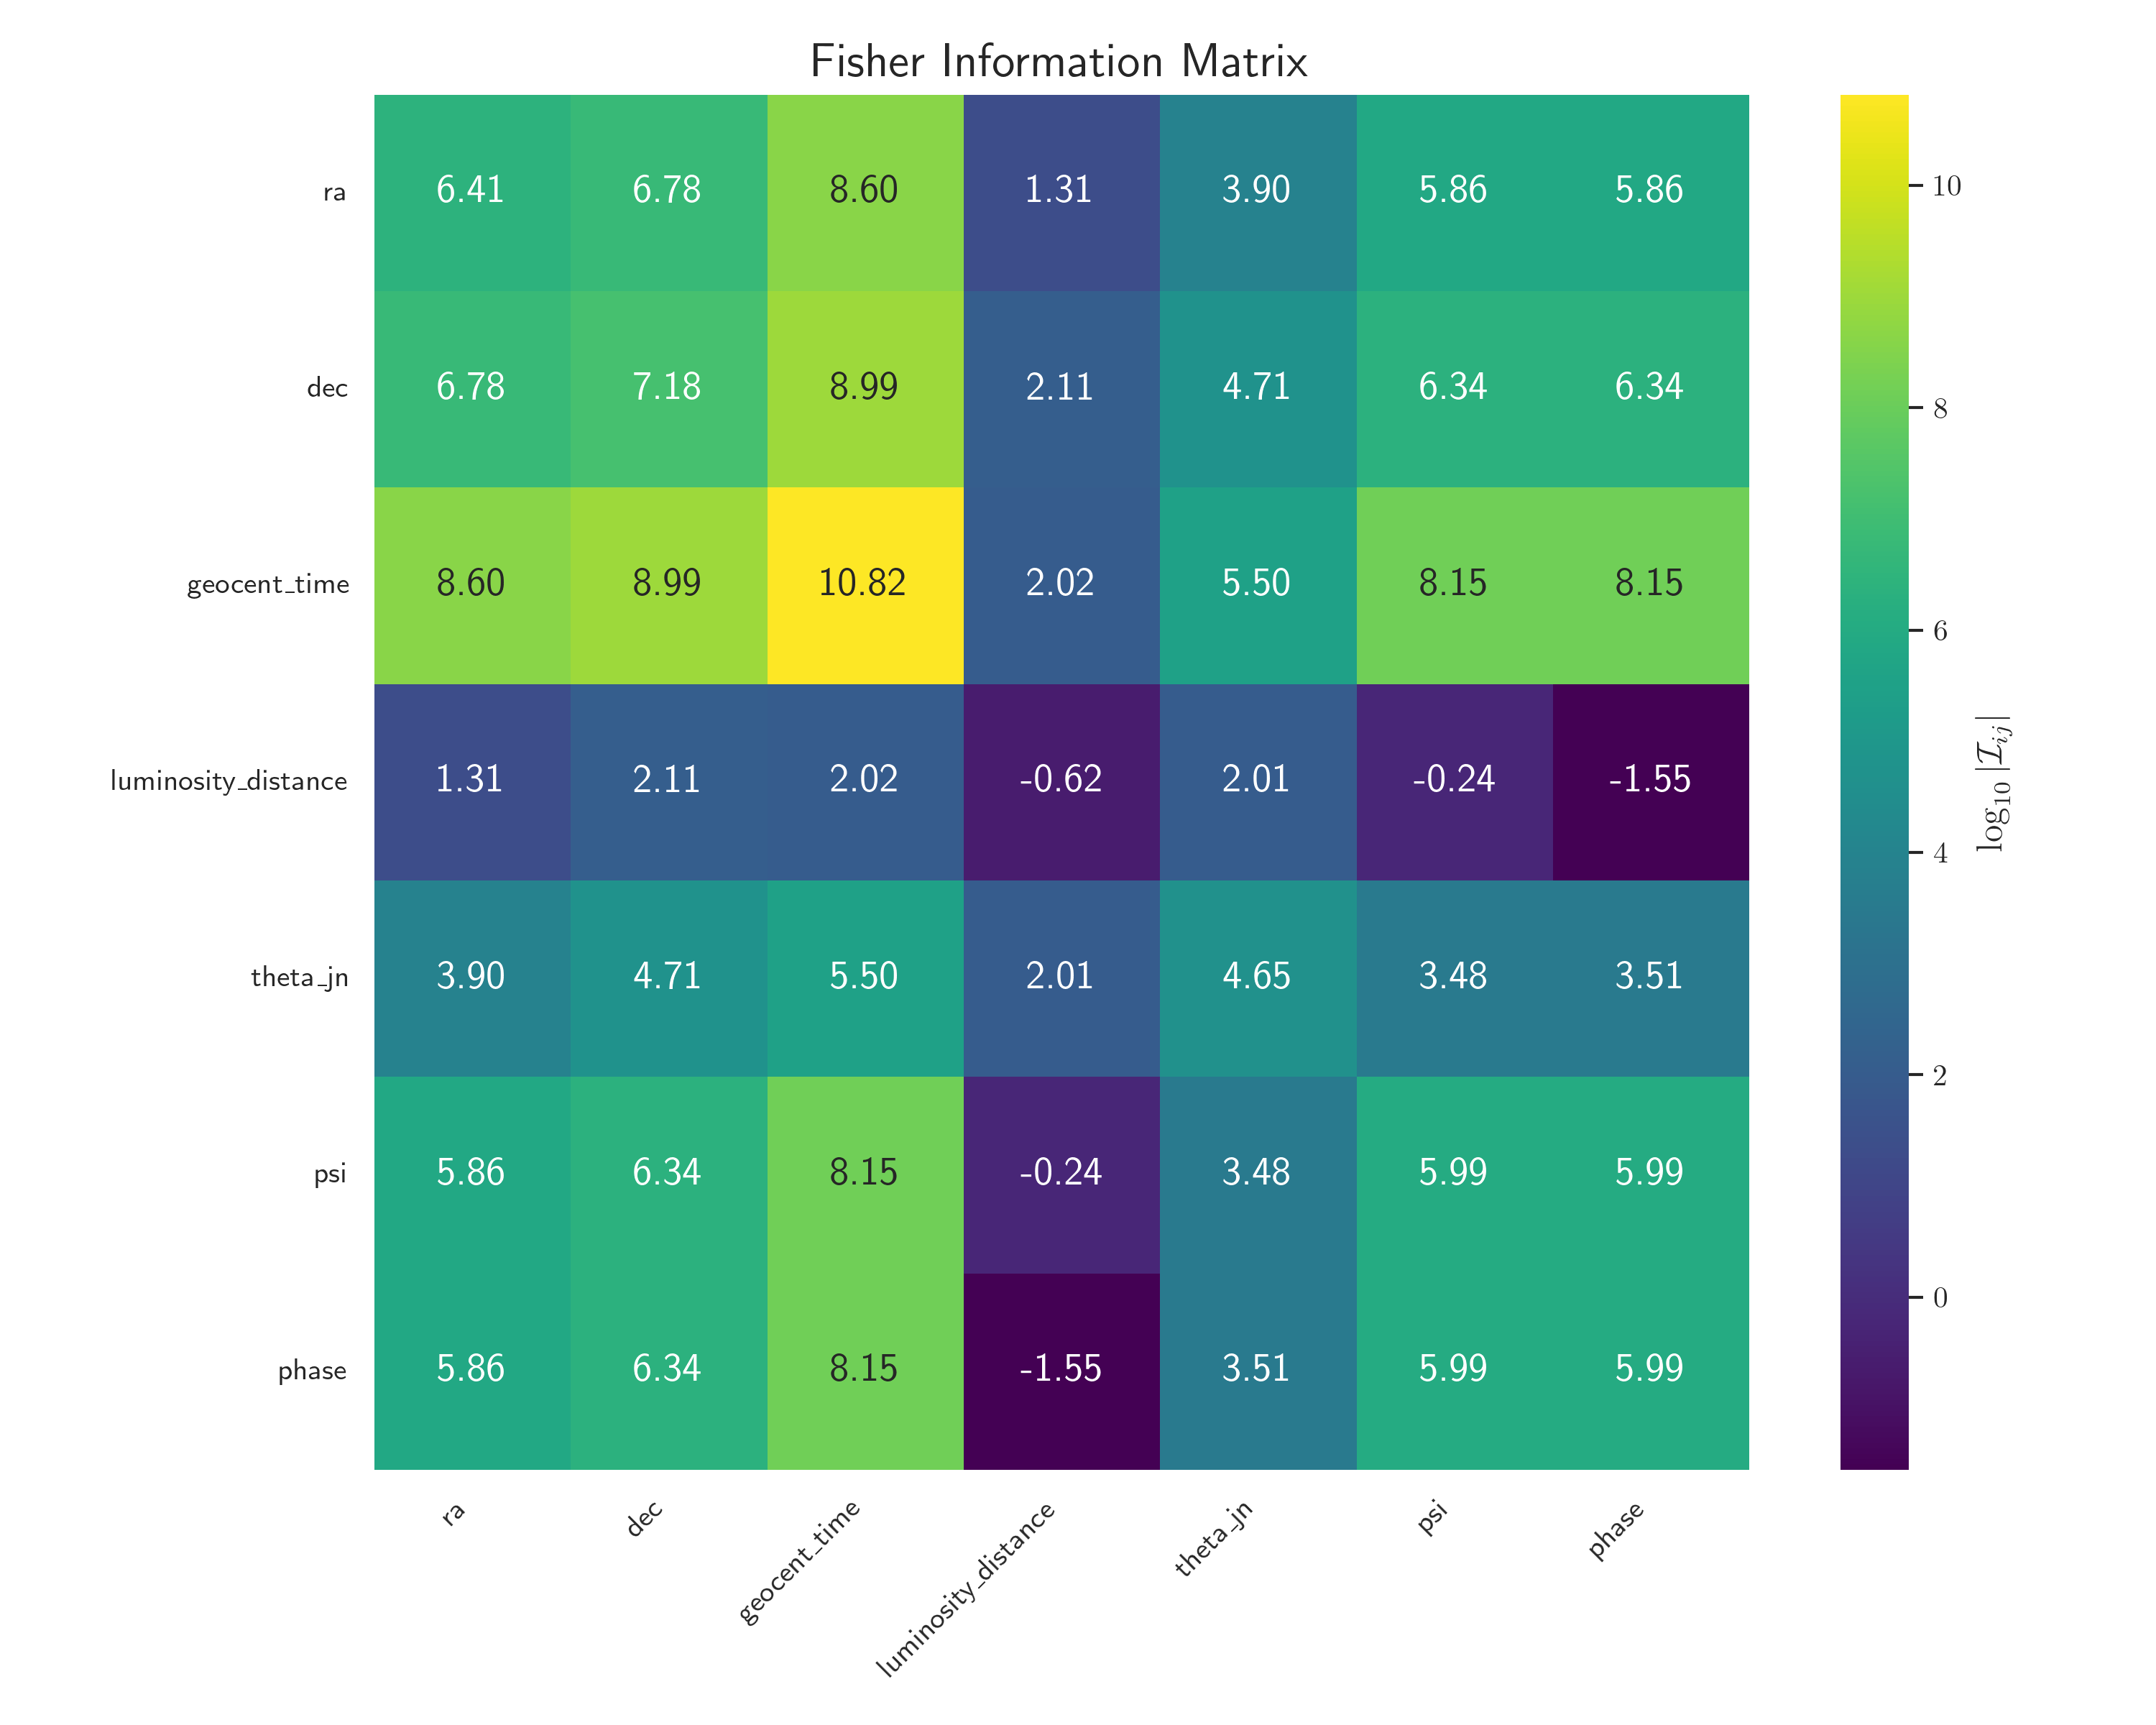 Fisher Information Matrix
ra 6.41 6.78 8.60 1.31 3.90 5.86 5.86
dec 6.78 7.18 8.99 2.11 4.71 6.34 6.34
geocent_time 8.60 8.99 10.82 2.02 5.50 8.15 8.15
luminosity_distance 1.31 2.11 2.02 -0.62 2.01 -0.24 -1.55
theta_jn 3.90 4.71 5.50 2.01 4.65 3.48 3.51
psi 5.86 6.34 8.15 -0.24 3.48 5.99 5.99
phase 5.86 6.34 8.15 -1.55 3.51 5.99 5.99
ra dec geocent_time luminosity_distance theta_jn psi phase
10
8
6
4
2
0
log₁₀ |ℐᵢⱼ|